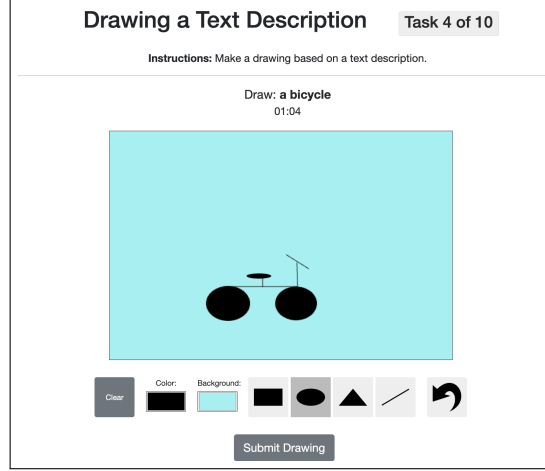 Drawing a Text Description Task 4 of 10
Instructions: Make a drawing based on a text description.
Draw: a bicycle
01:04
Clear Color: Background:
Submit Drawing